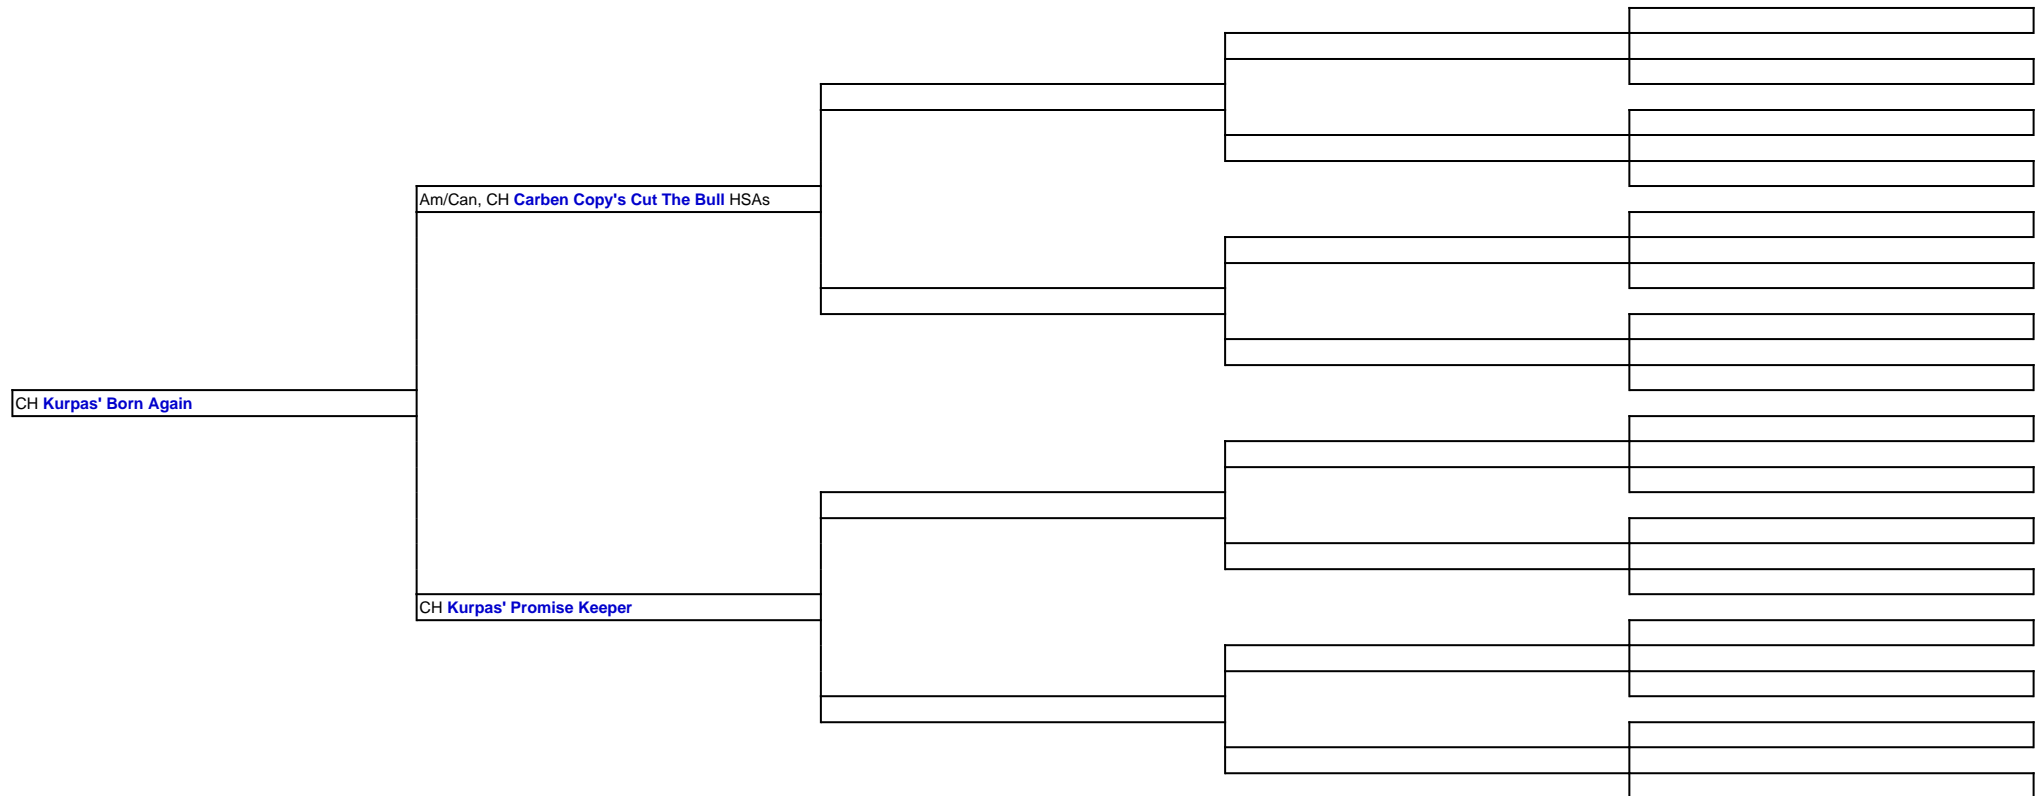 Am/Can, CH Carben Copy's Cut The Bull HSAs
CH Kurpas' Born Again
CH Kurpas' Promise Keeper